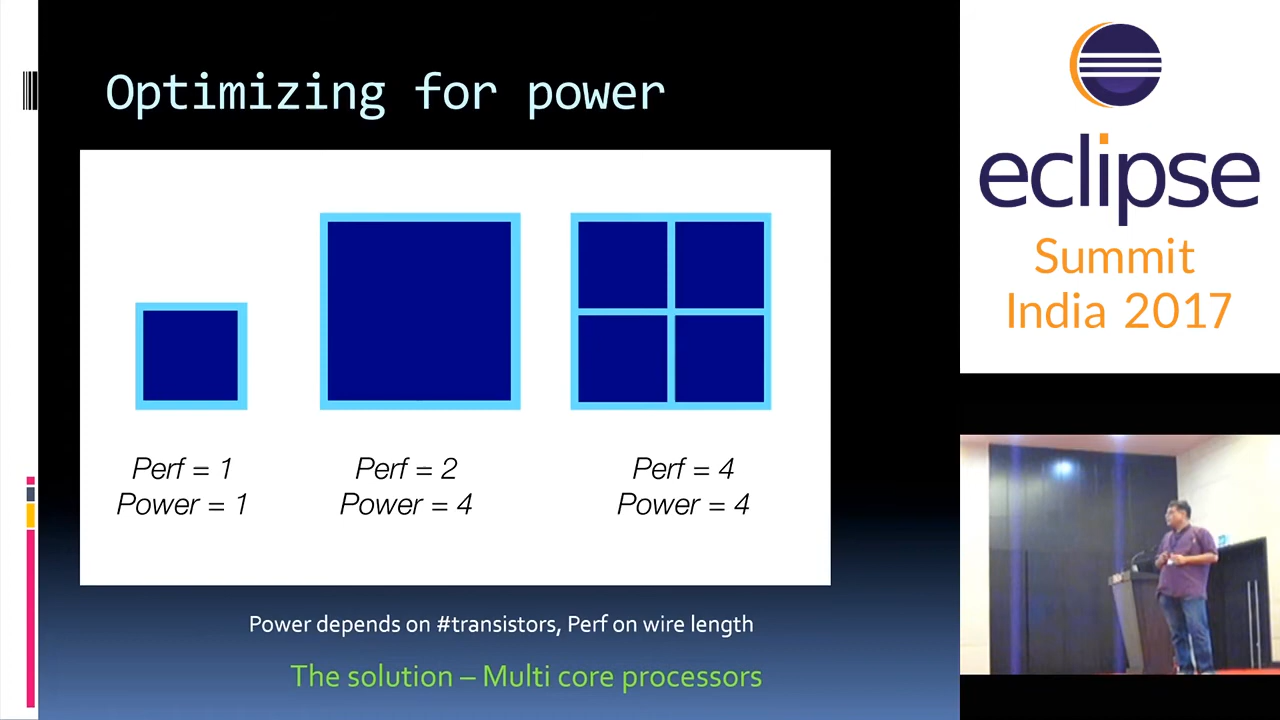 Optimizing for power
Perf = 1
Power = 1
Perf = 2
Power = 4
Perf = 4
Power = 4
Power depends on #transistors, Perf on wire length
The solution – Multi core processors
eclipse
Summit
India 2017